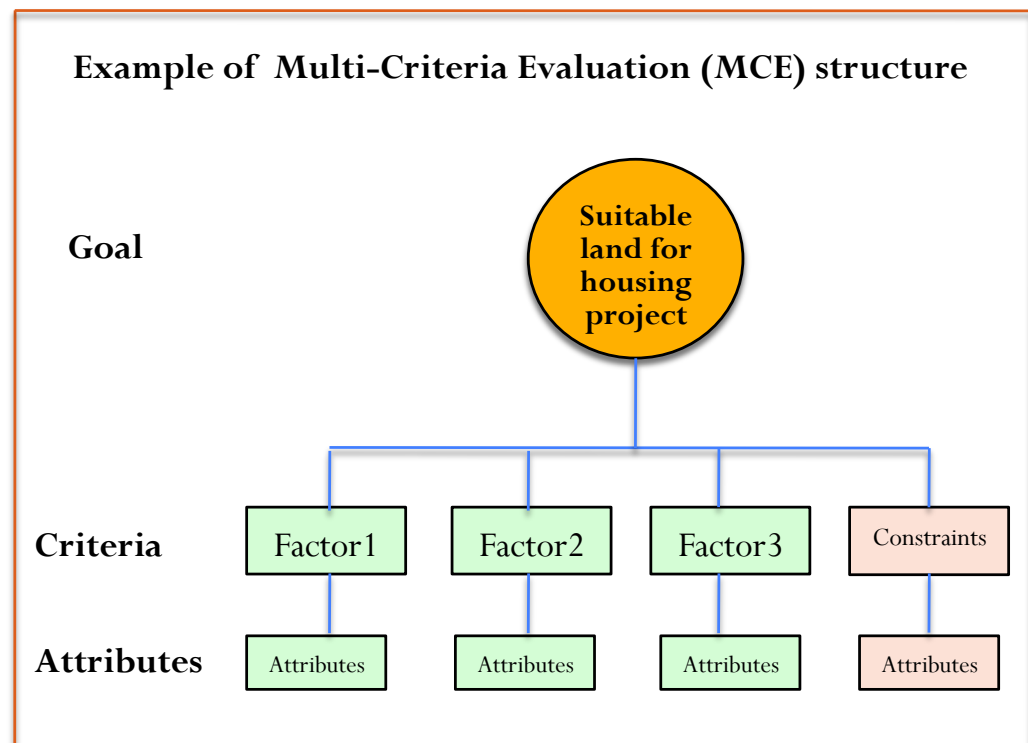 Example of Multi-Criteria Evaluation (MCE) structure
Goal
Suitable
land for
housing
project
Criteria
Factor1
Factor2
Factor3
Constraints
Attributes
Attributes
Attributes
Attributes
Attributes